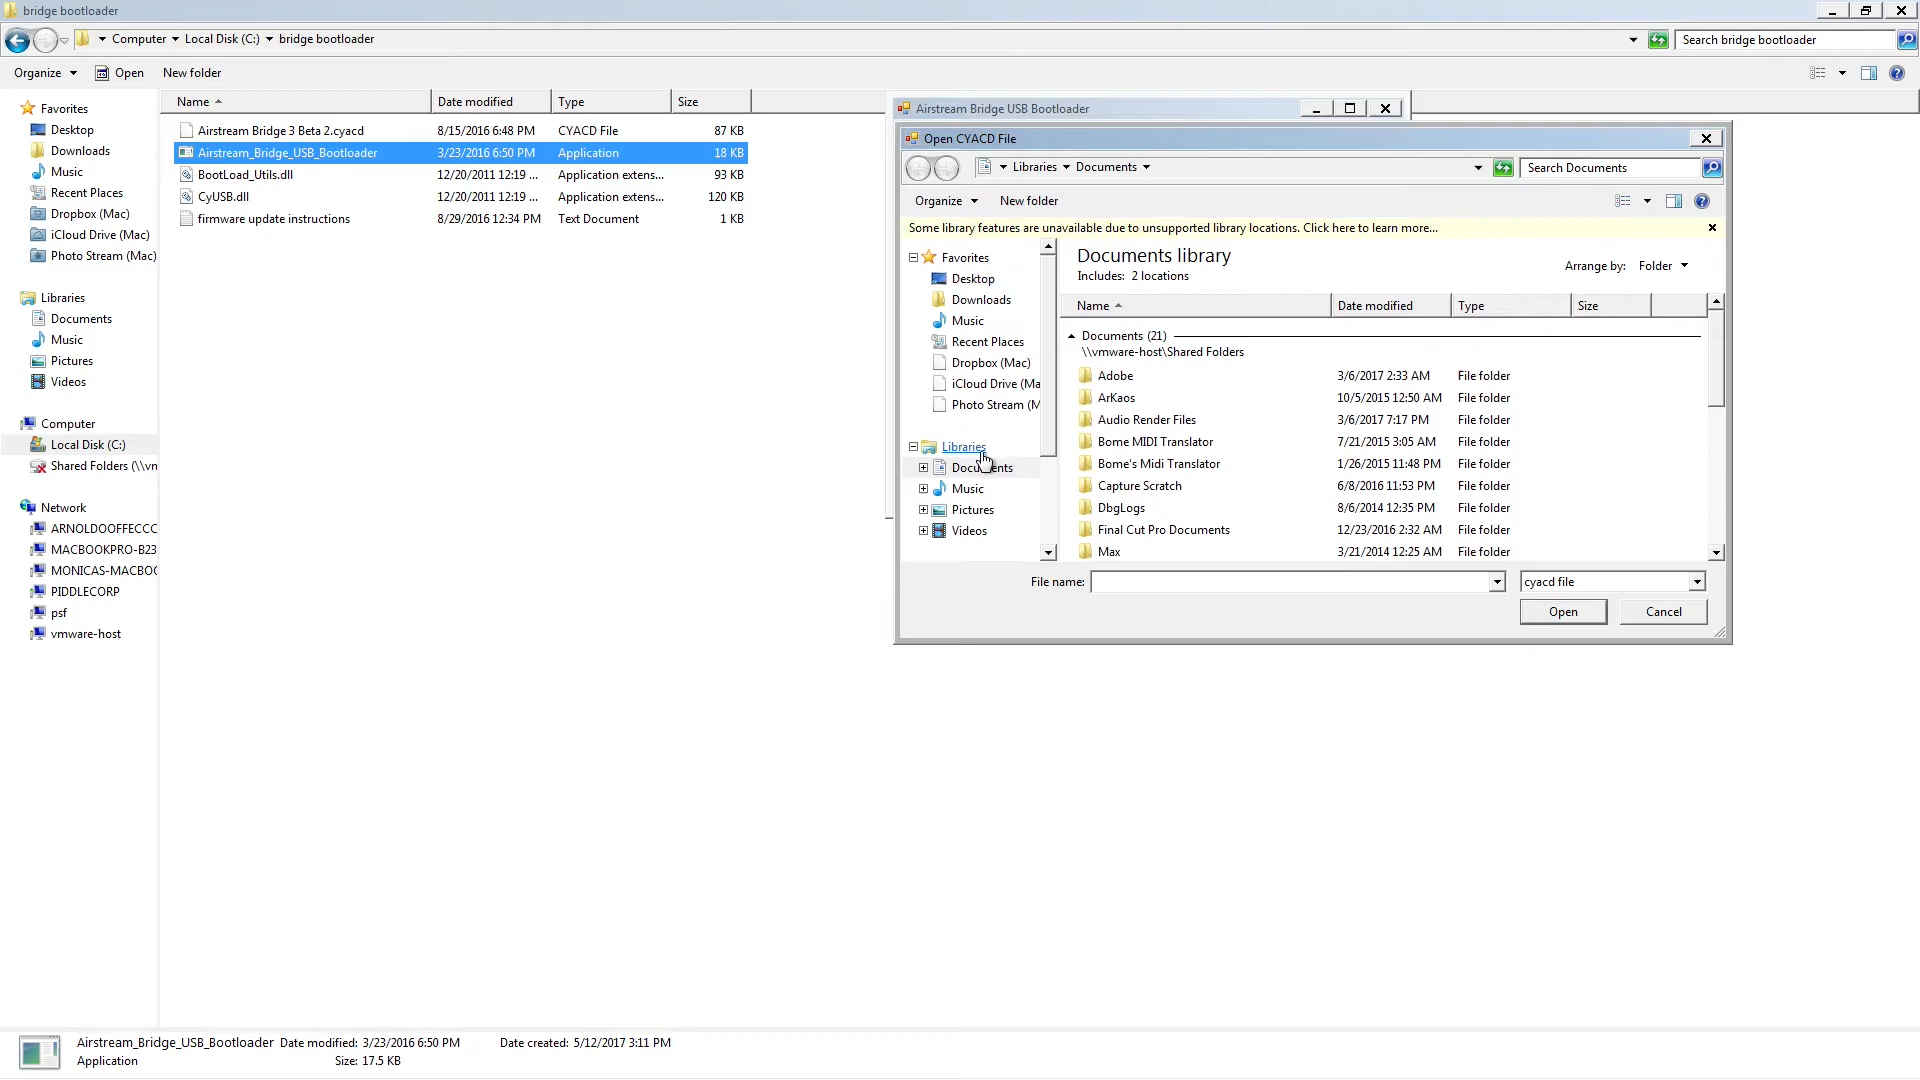 bridge bootloader
Computer Local Disk (C:) bridge bootloader
Search bridge bootloader
Organize Open New folder
Favorites
Desktop
Downloads
Music
Recent Places
Dropbox (Mac)
iCloud Drive (Mac)
Photo Stream (Mac)
Libraries
Documents
Music
Pictures
Videos
Computer
Local Disk (C:)
Shared Folders (\\vn
Network
ARNOLDOOFFECCC
MACBOOKPRO-B23
MONICAS-MACBOO
PIDDLECORP
psf
vmware-host
Name Date modified Type Size
Airstream Bridge 3 Beta 2.cyacd 8/15/2016 6:48 PM CYACD File 87 KB
Airstream_Bridge_USB_Bootloader 3/23/2016 6:50 PM Application 18 KB
BootLoad_Utils.dll 12/20/2011 12:19 ... Application extens... 93 KB
CyUSB.dll 12/20/2011 12:19 ... Application extens... 120 KB
firmware update instructions 8/29/2016 12:34 PM Text Document 1 KB
Airstream Bridge USB Bootloader
Open CYACD File
Libraries Documents
Search Documents
Organize New folder
Some library features are unavailable due to unsupported library locations. Click here to learn more...
Favorites
Desktop
Downloads
Music
Recent Places
Dropbox (Mac)
iCloud Drive (Ma
Photo Stream (M
Libraries
Documents
Music
Pictures
Videos
Documents library
Includes: 2 locations
Arrange by: Folder
Name Date modified Type Size
Documents (21)
\\vmware-host\Shared Folders
Adobe 3/6/2017 2:33 AM File folder
ArKaos 10/5/2015 12:50 AM File folder
Audio Render Files 3/6/2017 7:17 PM File folder
Bome MIDI Translator 7/21/2015 3:05 AM File folder
Bome's Midi Translator 1/26/2015 11:48 PM File folder
Capture Scratch 6/8/2016 11:53 PM File folder
DbgLogs 8/6/2014 12:35 PM File folder
Final Cut Pro Documents 12/23/2016 2:32 AM File folder
Max 3/21/2014 12:25 AM File folder
File name:
cyacd file
Open Cancel
Airstream_Bridge_USB_Bootloader Date modified: 3/23/2016 6:50 PM Date created: 5/12/2017 3:11 PM
Application Size: 17.5 KB